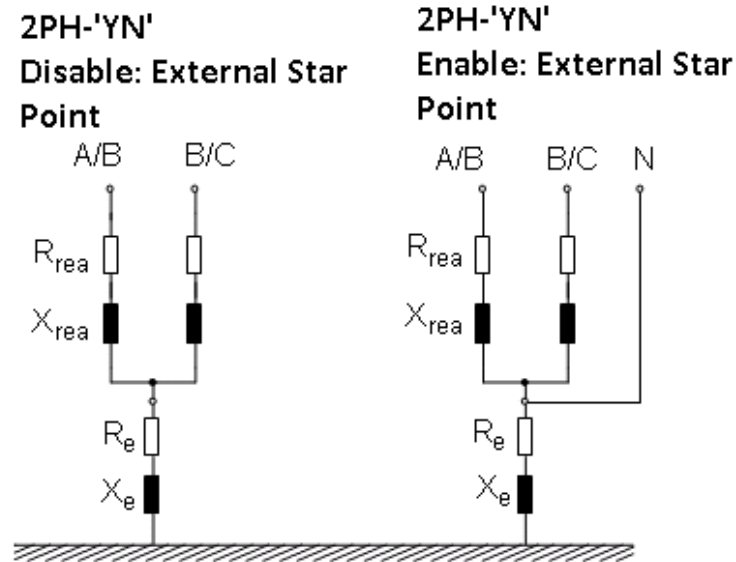 2PH-'YN'
Disable: External Star
Point
A/B B/C
Rrea
Xrea
Re
Xe
2PH-'YN'
Enable: External Star
Point
A/B B/C N
Rrea
Xrea
Re
Xe